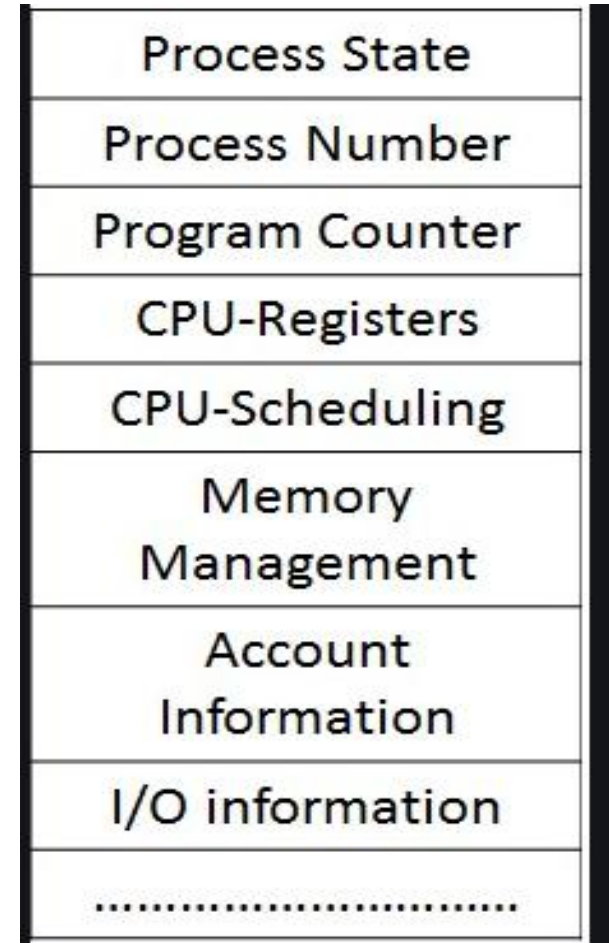 Process State
Process Number
Program Counter
CPU-Registers
CPU-Scheduling
Memory
Management
Account
Information
I/O information
..............................